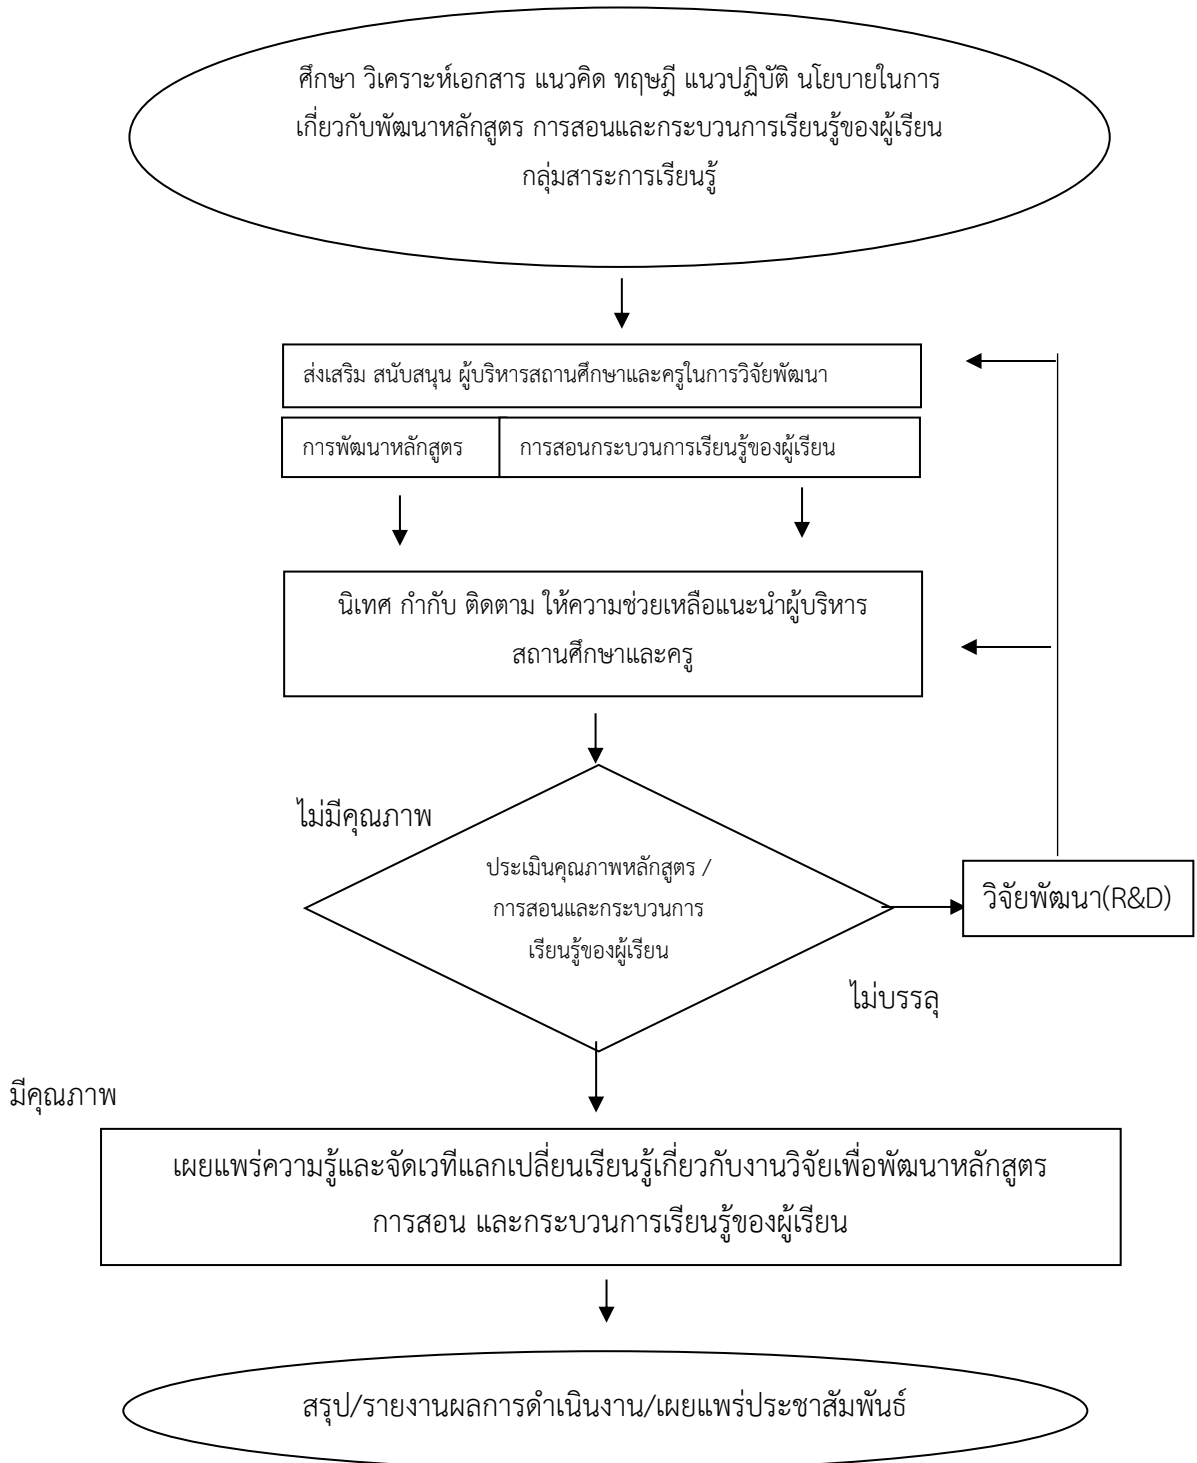 ศึกษา วิเคราะห์เอกสาร แนวคิด ทฤษฎี แนวปฏิบัติ นโยบายในการ
เกี่ยวกับพัฒนาหลักสูตร การสอนและกระบวนการเรียนรู้ของผู้เรียน
กลุ่มสาระการเรียนรู้
ส่งเสริม สนับสนุน ผู้บริหารสถานศึกษาและครูในการวิจัยพัฒนา
การพัฒนาหลักสูตร
การสอนกระบวนการเรียนรู้ของผู้เรียน
นิเทศ กำกับ ติดตาม ให้ความช่วยเหลือแนะนำผู้บริหาร
สถานศึกษาและครู
ไม่มีคุณภาพ
ประเมินคุณภาพหลักสูตร /
การสอนและกระบวนการ
เรียนรู้ของผู้เรียน
วิจัยพัฒนา(R&D)
ไม่บรรลุ
มีคุณภาพ
เผยแพร่ความรู้และจัดเวทีแลกเปลี่ยนเรียนรู้เกี่ยวกับงานวิจัยเพื่อพัฒนาหลักสูตร
การสอน และกระบวนการเรียนรู้ของผู้เรียน
สรุป/รายงานผลการดำเนินงาน/เผยแพร่ประชาสัมพันธ์